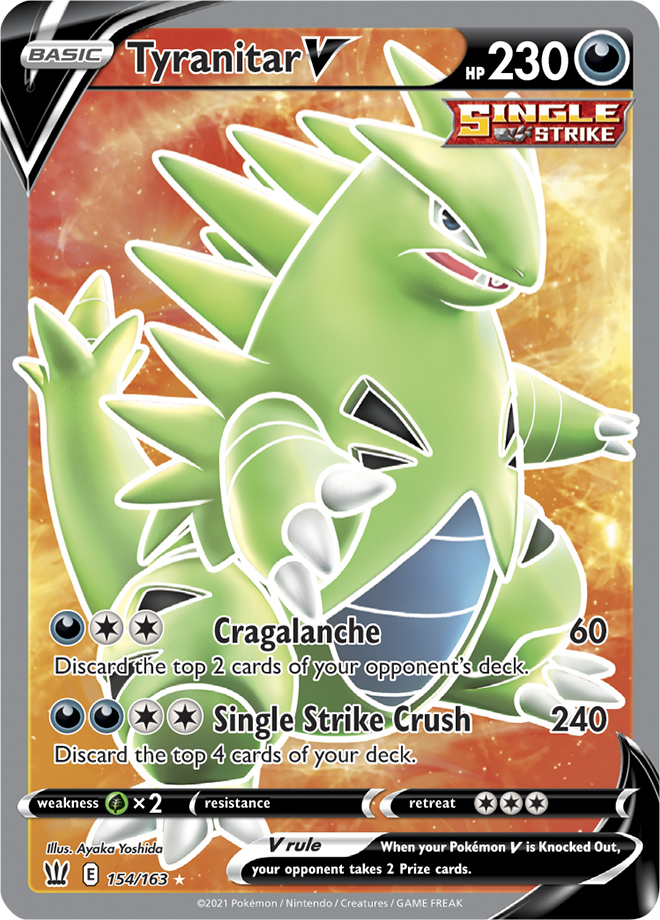 BASIC Tyranitar V HP 230
SINGLE
STRIKE
Cragalanche 60
Discard the top 2 cards of your opponent's deck.
Single Strike Crush 240
Discard the top 4 cards of your deck.
weakness ×2 resistance retreat
Illus. Ayaka Yoshida
V rule When your Pokémon V is Knocked Out,
your opponent takes 2 Prize cards.
E 154/163
©2021 Pokémon / Nintendo / Creatures / GAME FREAK